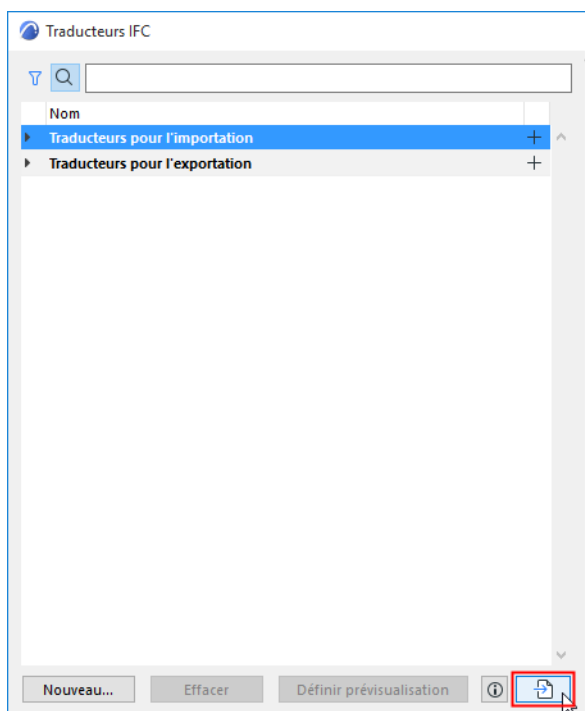 Traducteurs IFC
Nom
Traducteurs pour l'importation
Traducteurs pour l'exportation
Nouveau...
Effacer
Définir prévisualisation